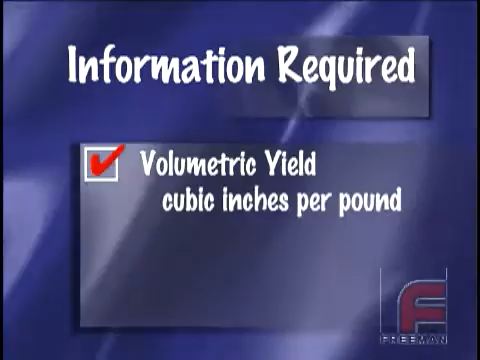 Information Required
Volumetric Yield
cubic inches per pound
FREEMAN